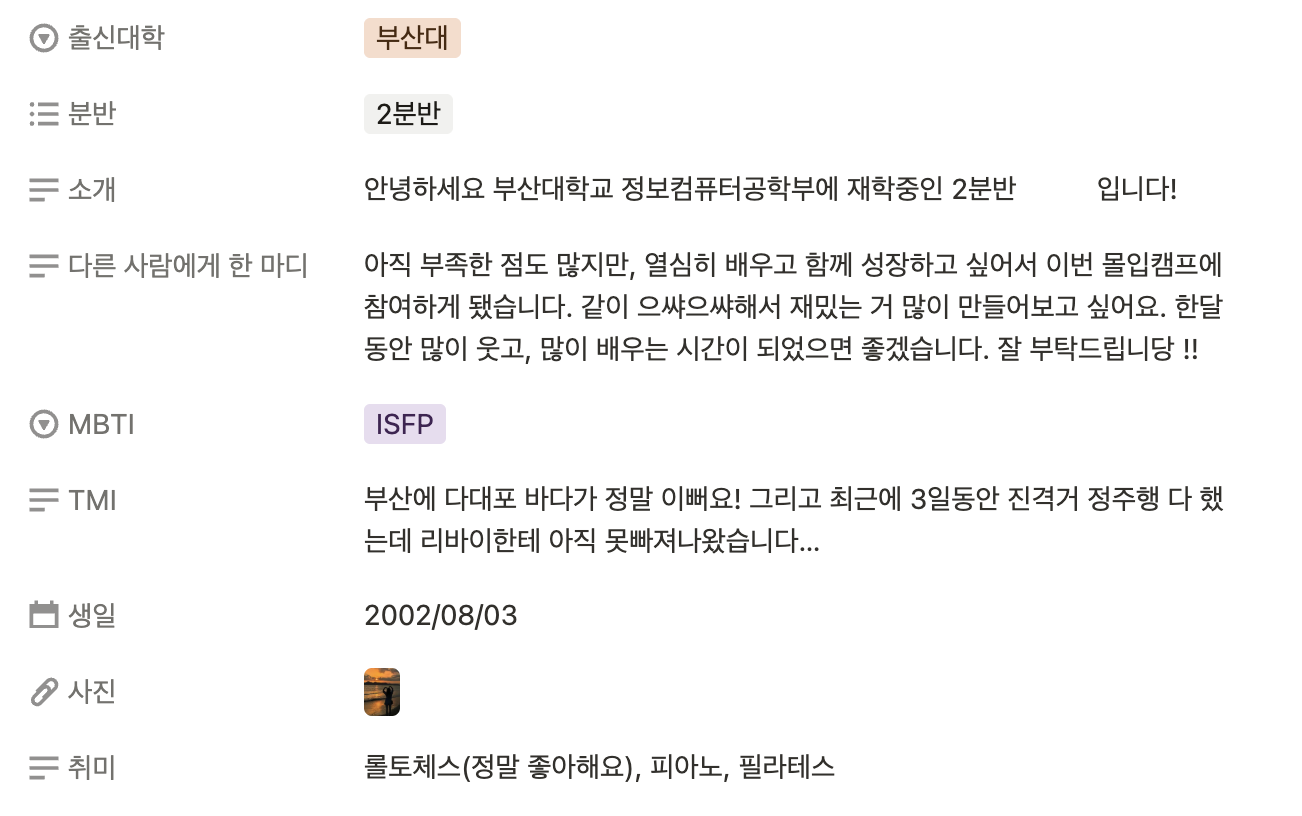 출신대학 부산대
분반 2분반
소개 안녕하세요 부산대학교 정보컴퓨터공학부에 재학중인 2분반 입니다!
다른 사람에게 한 마디 아직 부족한 점도 많지만, 열심히 배우고 함께 성장하고 싶어서 이번 몰입캠프에
참여하게 됐습니다. 같이 으쌰으쌰해서 재밌는 거 많이 만들어보고 싶어요. 한달
동안 많이 웃고, 많이 배우는 시간이 되었으면 좋겠습니다. 잘 부탁드립니당 !!
MBTI ISFP
TMI 부산에 다대포 바다가 정말 이뻐요! 그리고 최근에 3일동안 진격거 정주행 다 했
는데 리바이한테 아직 못빠져나왔습니다...
생일 2002/08/03
사진
취미 롤토체스(정말 좋아해요), 피아노, 필라테스